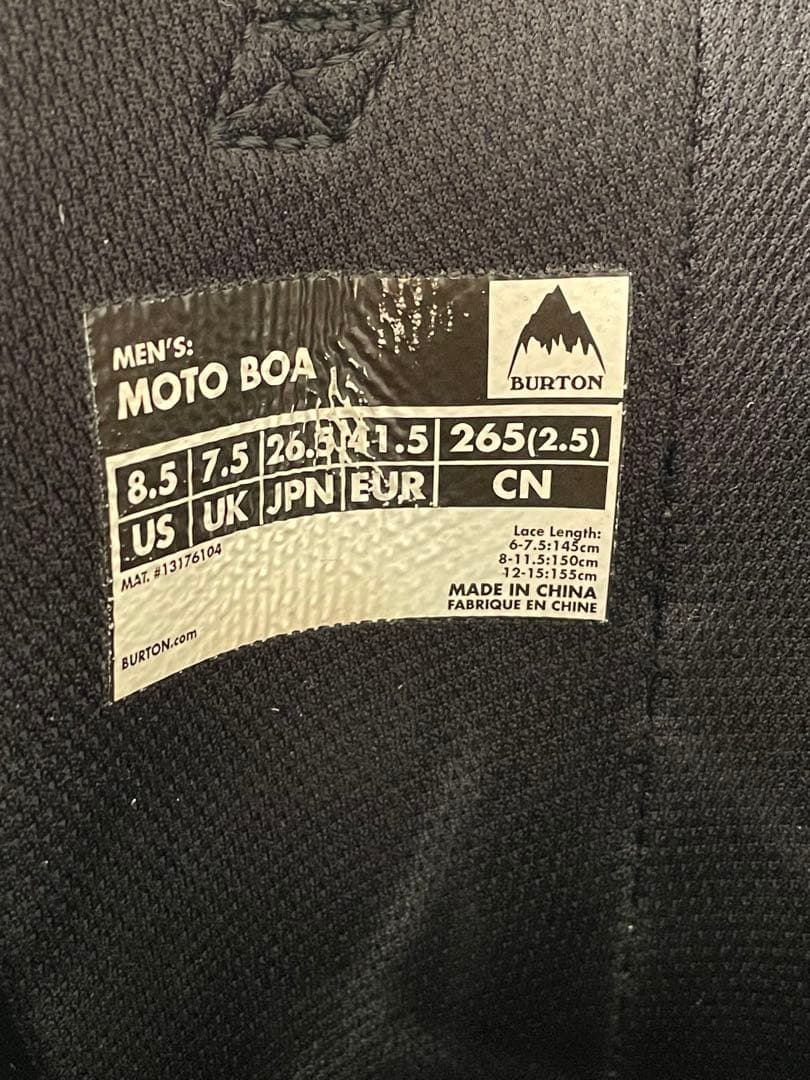 MEN'S:
MOTO BOA
BURTON
8.5 7.5 26.5 41.5 265(2.5)
US UK JPN EUR CN
MAT. #13176104
Lace Length:
6-7.5:145cm
8-11.5:150cm
12-15:155cm
MADE IN CHINA
FABRIQUE EN CHINE
BURTON.com